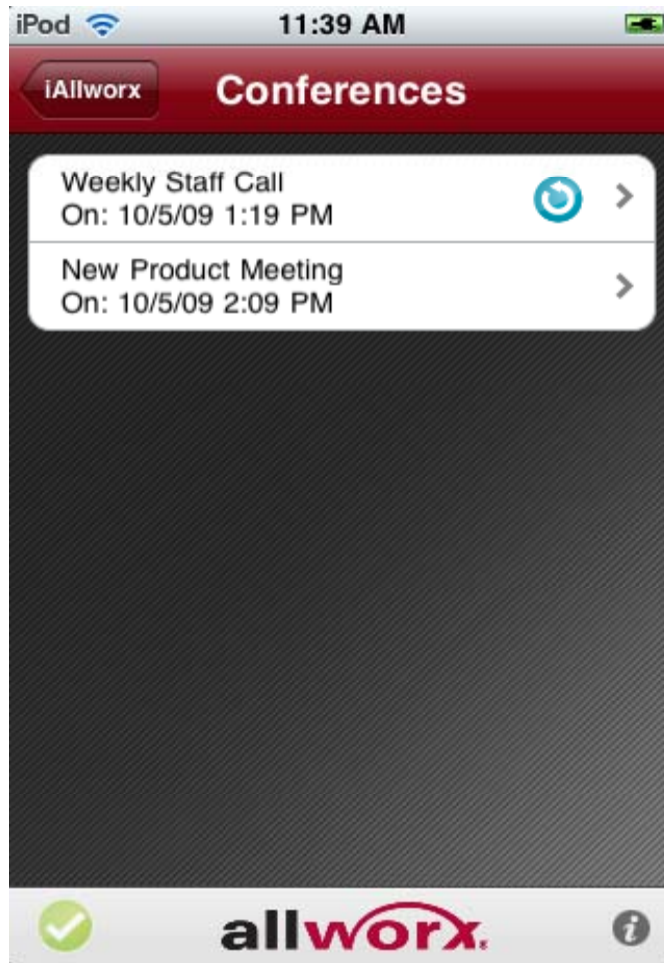 iPod 11:39 AM
iAllworx Conferences
Weekly Staff Call
On: 10/5/09 1:19 PM
New Product Meeting
On: 10/5/09 2:09 PM
allworx.